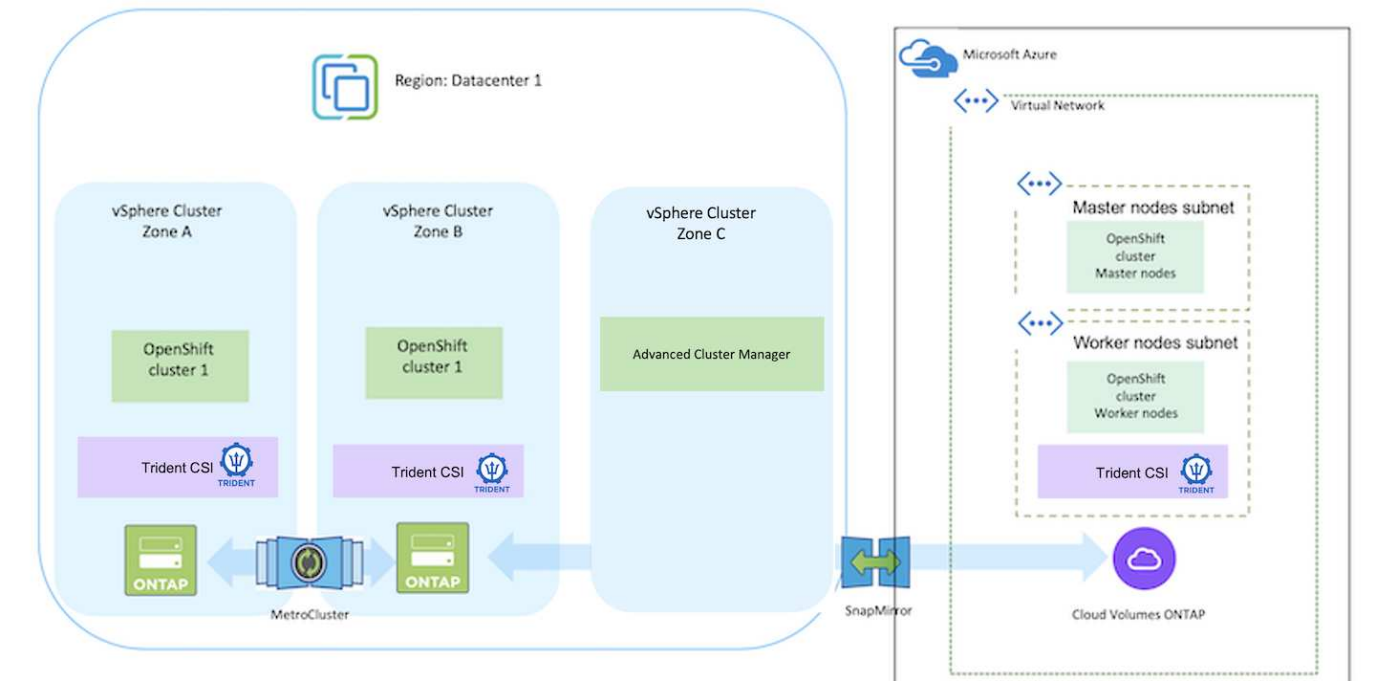 Region: Datacenter 1
vSphere Cluster
Zone A
OpenShift
cluster 1
Trident CSI
TRIDENT
ONTAP
MetroCluster
vSphere Cluster
Zone B
OpenShift
cluster 1
Trident CSI
TRIDENT
ONTAP
vSphere Cluster
Zone C
Advanced Cluster Manager
SnapMirror
Microsoft Azure
Virtual Network
Master nodes subnet
OpenShift
cluster
Master nodes
Worker nodes subnet
OpenShift
cluster
Worker nodes
Trident CSI
TRIDENT
Cloud Volumes ONTAP